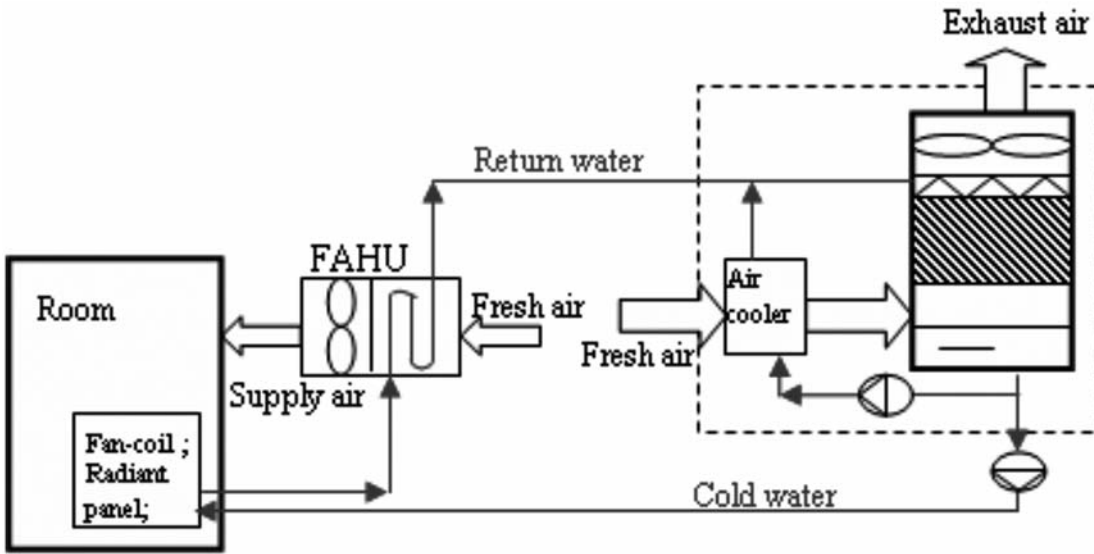 Exhaust air
Return water
FAHU
Air
cooler
Room
Fresh air
Fresh air
Supply air
Fan-coil ;
Radiant
panel;
Cold water